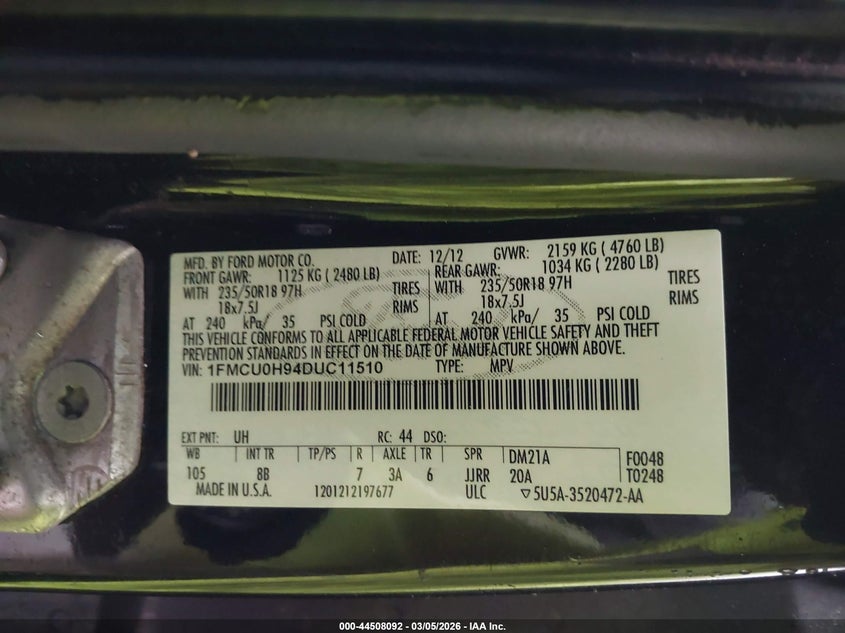 MFD. BY FORD MOTOR CO. DATE: 12/12 GVWR: 2159 KG ( 4760 LB)
FRONT GAWR: 1125 KG ( 2480 LB) REAR GAWR: 1034 KG ( 2280 LB)
WITH 235/50R18 97H TIRES WITH 235/50R18 97H TIRES
18x7.5J RIMS 18x7.5J RIMS
AT 240 kPa/ 35 PSI COLD AT 240 kPa/ 35 PSI COLD
THIS VEHICLE CONFORMS TO ALL APPLICABLE FEDERAL MOTOR VEHICLE SAFETY AND THEFT
PREVENTION STANDARDS IN EFFECT ON THE DATE OF MANUFACTURE SHOWN ABOVE.
VIN: 1FMCU0H94DUC11510 TYPE: MPV
EXT PNT: UH RC: 44 DSO:
WB INT TR TP/PS R AXLE TR SPR DM21A F0048
105 8B 7 3A 6 JJRR 20A T0248
MADE IN U.S.A. 1201212197677 ULC ▽5U5A-3520472-AA
000-44508092 - 03/05/2026 - IAA Inc.